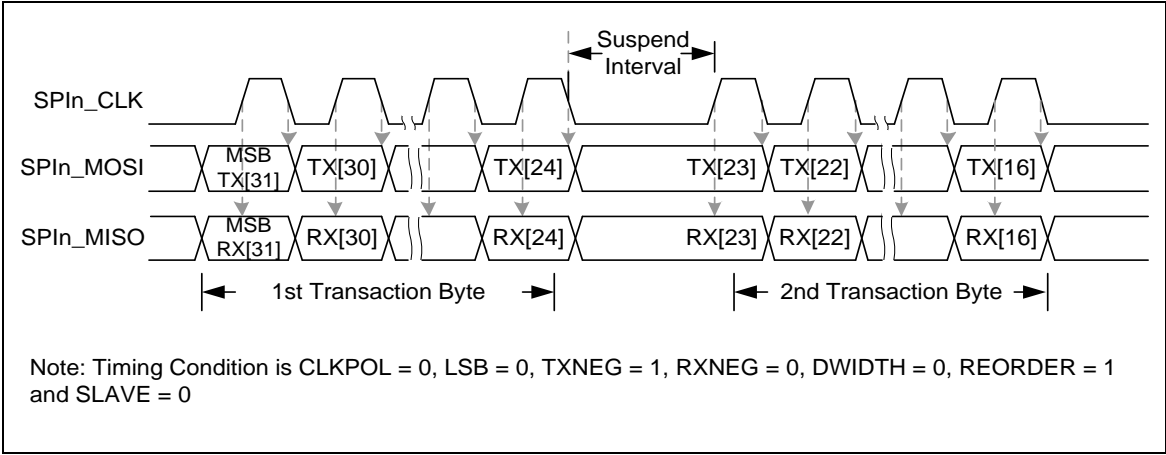 Suspend
Interval
SPIn_CLK
SPIn_MOSI
MSB
TX[31]
TX[30]
TX[24]
TX[23]
TX[22]
TX[16]
SPIn_MISO
MSB
RX[31]
RX[30]
RX[24]
RX[23]
RX[22]
RX[16]
1st Transaction Byte
2nd Transaction Byte
Note: Timing Condition is CLKPOL = 0, LSB = 0, TXNEG = 1, RXNEG = 0, DWIDTH = 0, REORDER = 1
and SLAVE = 0